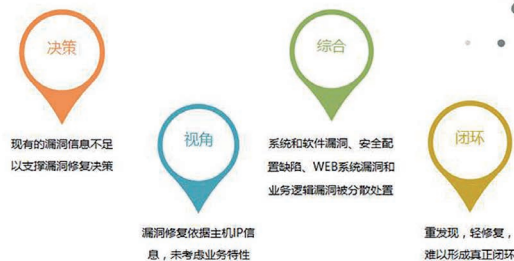 决策
现有的漏洞信息不足
以支撑漏洞修复决策
视角
漏洞修复依据主机IP信
息，未考虑业务特性
综合
系统和软件漏洞、安全配
置缺陷、WEB系统漏洞和
业务逻辑漏洞被分散处置
闭环
重发现，轻修复，
难以形成真正闭环